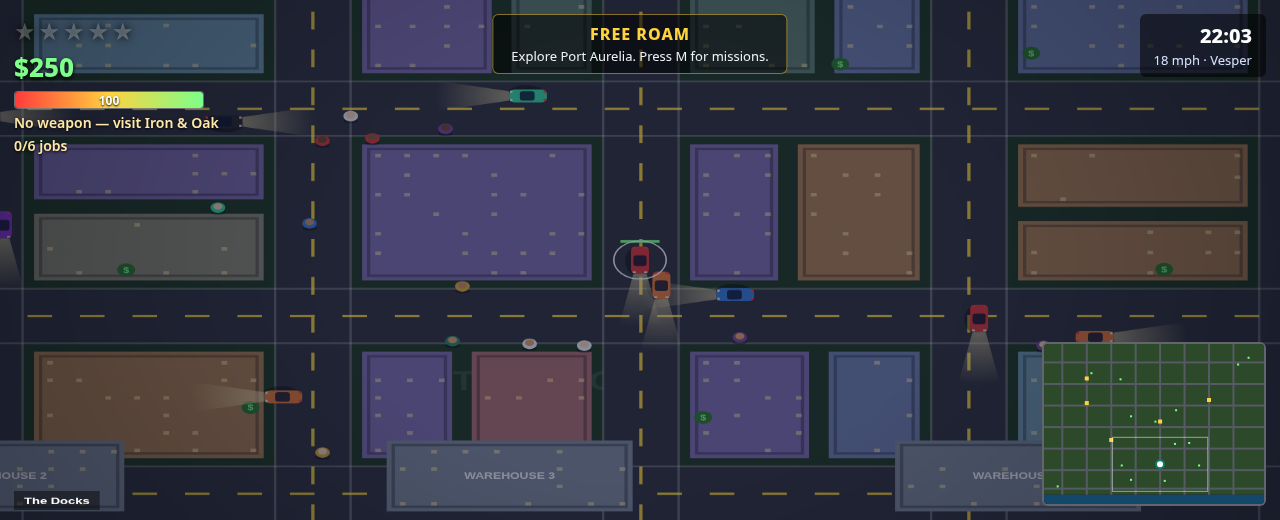 ★★★★★
$250
100
No weapon — visit Iron & Oak
0/6 jobs
FREE ROAM
Explore Port Aurelia. Press M for missions.
22:03
18 mph · Vesper
$
$
$
$
$
$
$
WAREHOUSE 3
The Docks